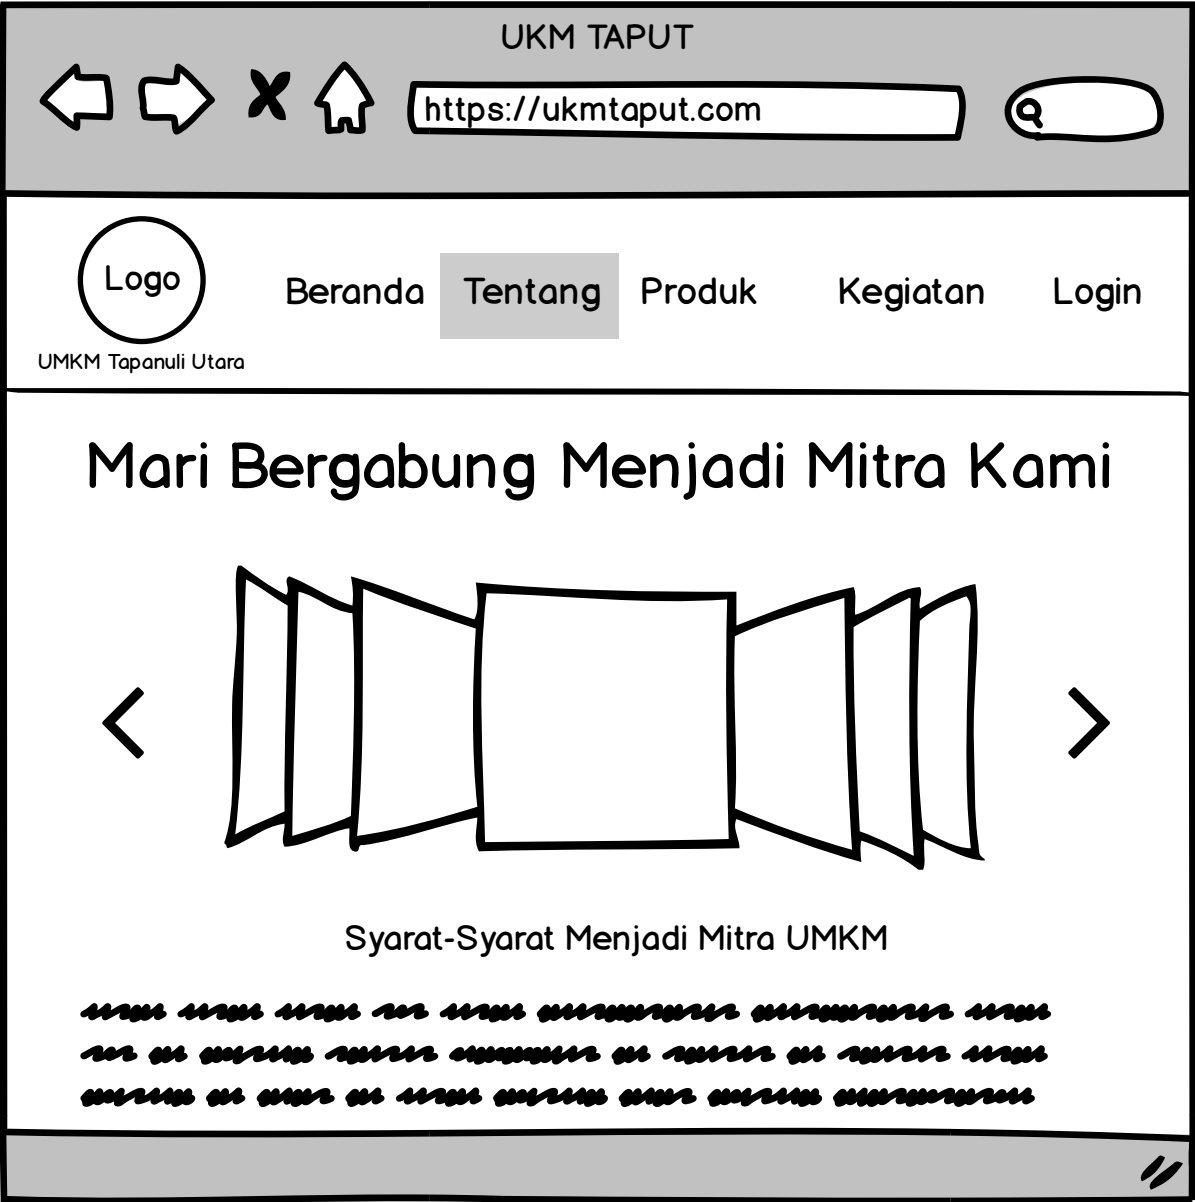 UKM TAPUT
https://ukmtaput.com
Logo
UMKM Tapanuli Utara
Beranda Tentang Produk Kegiatan Login
Mari Bergabung Menjadi Mitra Kami
Syarat-Syarat Menjadi Mitra UMKM